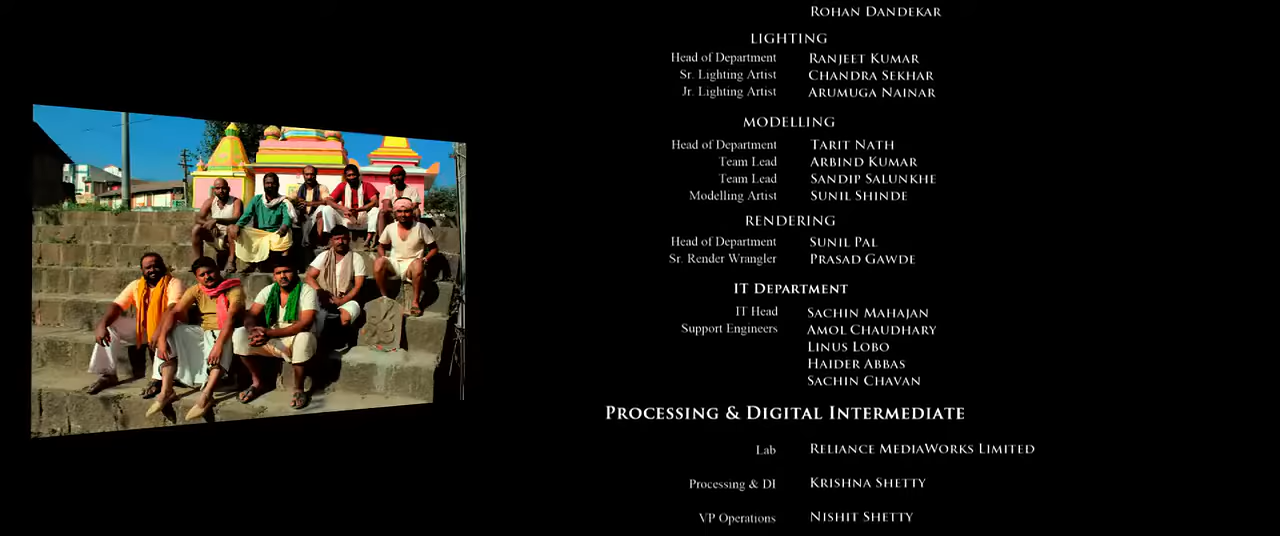 Rohan Dandekar
LIGHTING
Head of Department Ranjeet Kumar
Sr. Lighting Artist Chandra Sekhar
Jr. Lighting Artist Arumuga Nainar
MODELLING
Head of Department Tarit Nath
Team Lead Arbind Kumar
Team Lead Sandip Salunkhe
Modelling Artist Sunil Shinde
RENDERING
Head of Department Sunil Pal
Sr. Render Wrangler Prasad Gawde
IT Department
IT Head Sachin Mahajan
Support Engineers Amol Chaudhary
Linus Lobo
Haider Abbas
Sachin Chavan
Processing & Digital Intermediate
Lab Reliance MediaWorks Limited
Processing & DI Krishna Shetty
VP Operations Nishit Shetty